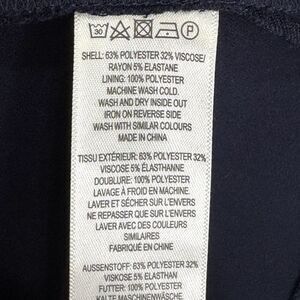 30 P
SHELL: 63% POLYESTER 32% VISCOSE/
RAYON 5% ELASTANE
LINING: 100% POLYESTER
MACHINE WASH COLD.
WASH AND DRY INSIDE OUT
IRON ON REVERSE SIDE
WASH WITH SIMILAR COLOURS
MADE IN CHINA
TISSU EXTÉRIEUR: 63% POLYESTER 32%
VISCOSE 5% ÉLASTHANNE
DOUBLURE: 100% POLYESTER
LAVAGE À FROID EN MACHINE.
LAVER ET SÉCHER SUR L'ENVERS
NE REPASSER QUE SUR L'ENVERS
LAVER AVEC DES COULEURS
SIMILAIRES
FABRIQUÉ EN CHINE
AUSSENSTOFF: 63% POLYESTER 32%
VISKOSE 5% ELASTHAN
FUTTER: 100% POLYESTER
KALTE MASCHINENWÄSCHE